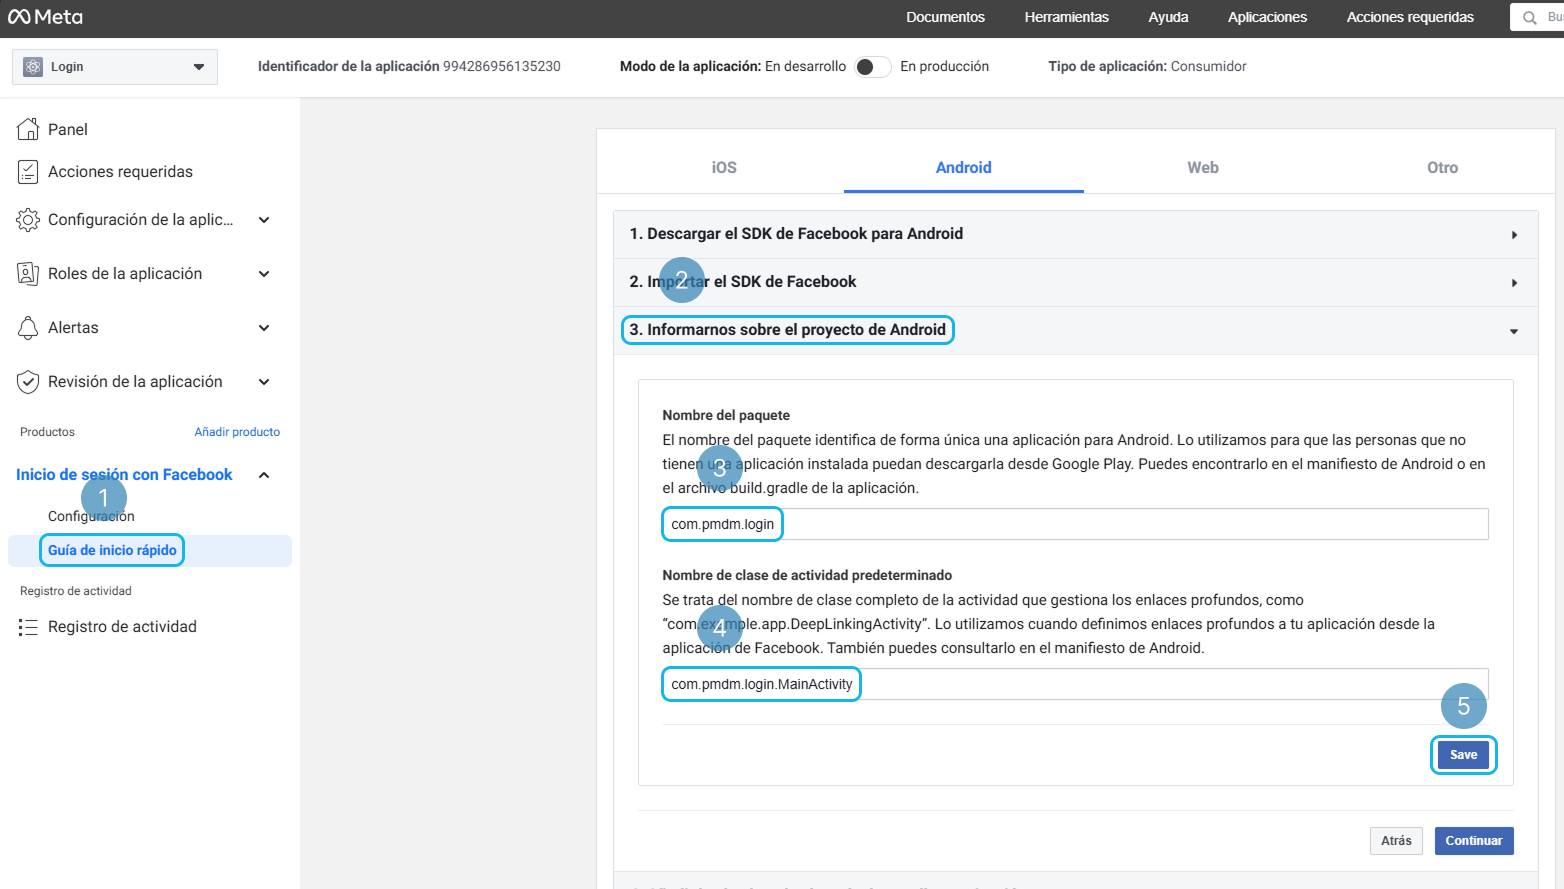 Meta
Documentos Herramientas Ayuda Aplicaciones Acciones requeridas
Login
Identificador de la aplicación 994286956135230
Modo de la aplicación: En desarrollo En producción
Tipo de aplicación: Consumidor
Panel
Acciones requeridas
Configuración de la aplic...
Roles de la aplicación
Alertas
Revisión de la aplicación
Productos Añadir producto
Inicio de sesión con Facebook
1
Configuración
Guía de inicio rápido
Registro de actividad
Registro de actividad
iOS Android Web Otro
1. Descargar el SDK de Facebook para Android
2. Importar el SDK de Facebook
2
3. Informarnos sobre el proyecto de Android
Nombre del paquete
El nombre del paquete identifica de forma única una aplicación para Android. Lo utilizamos para que las personas que no
tienen una aplicación instalada puedan descargarla desde Google Play. Puedes encontrarlo en el manifiesto de Android o en
el archivo build.gradle de la aplicación.
3
com.pmdm.login
Nombre de clase de actividad predeterminado
Se trata del nombre de clase completo de la actividad que gestiona los enlaces profundos, como
“com.example.app.DeepLinkingActivity”. Lo utilizamos cuando definimos enlaces profundos a tu aplicación desde la
aplicación de Facebook. También puedes consultarlo en el manifiesto de Android.
4
com.pmdm.login.MainActivity
5
Save
Atrás Continuar